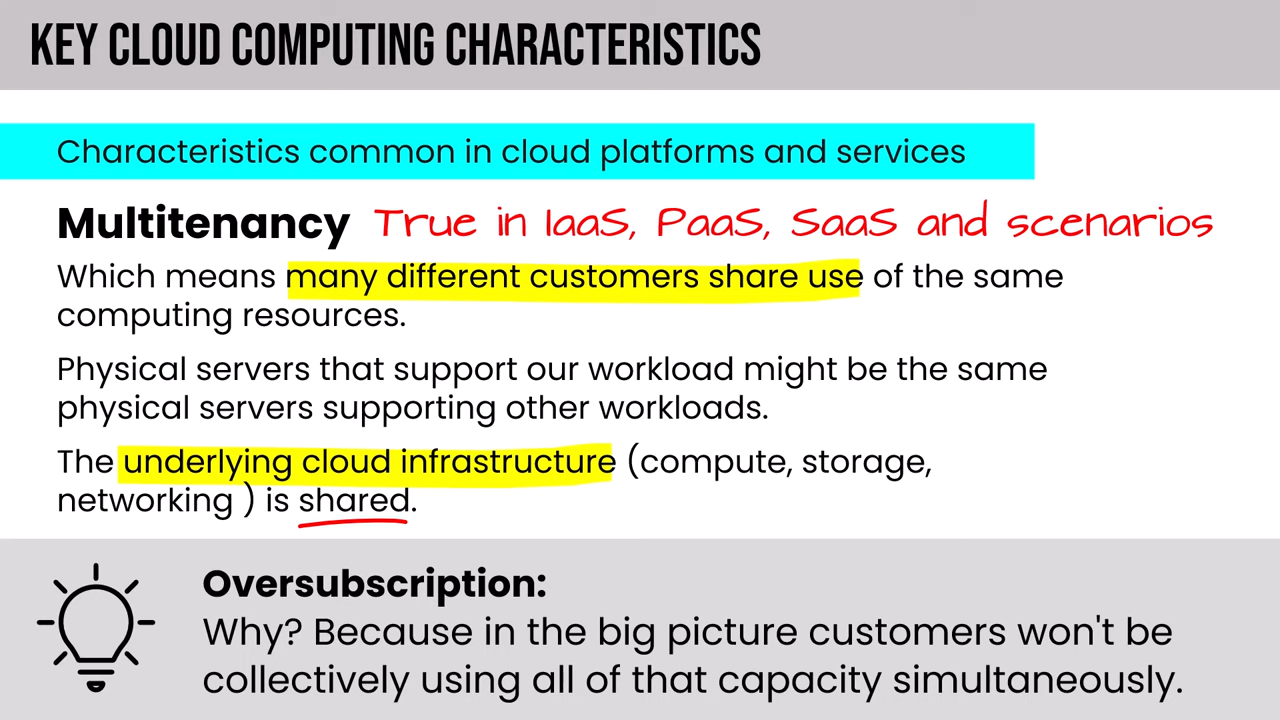 KEY CLOUD COMPUTING CHARACTERISTICS
Characteristics common in cloud platforms and services
Multitenancy True in IaaS, PaaS, SaaS and scenarios
Which means many different customers share use of the same
computing resources.
Physical servers that support our workload might be the same
physical servers supporting other workloads.
The underlying cloud infrastructure (compute, storage,
networking ) is shared.
Oversubscription:
Why? Because in the big picture customers won't be
collectively using all of that capacity simultaneously.